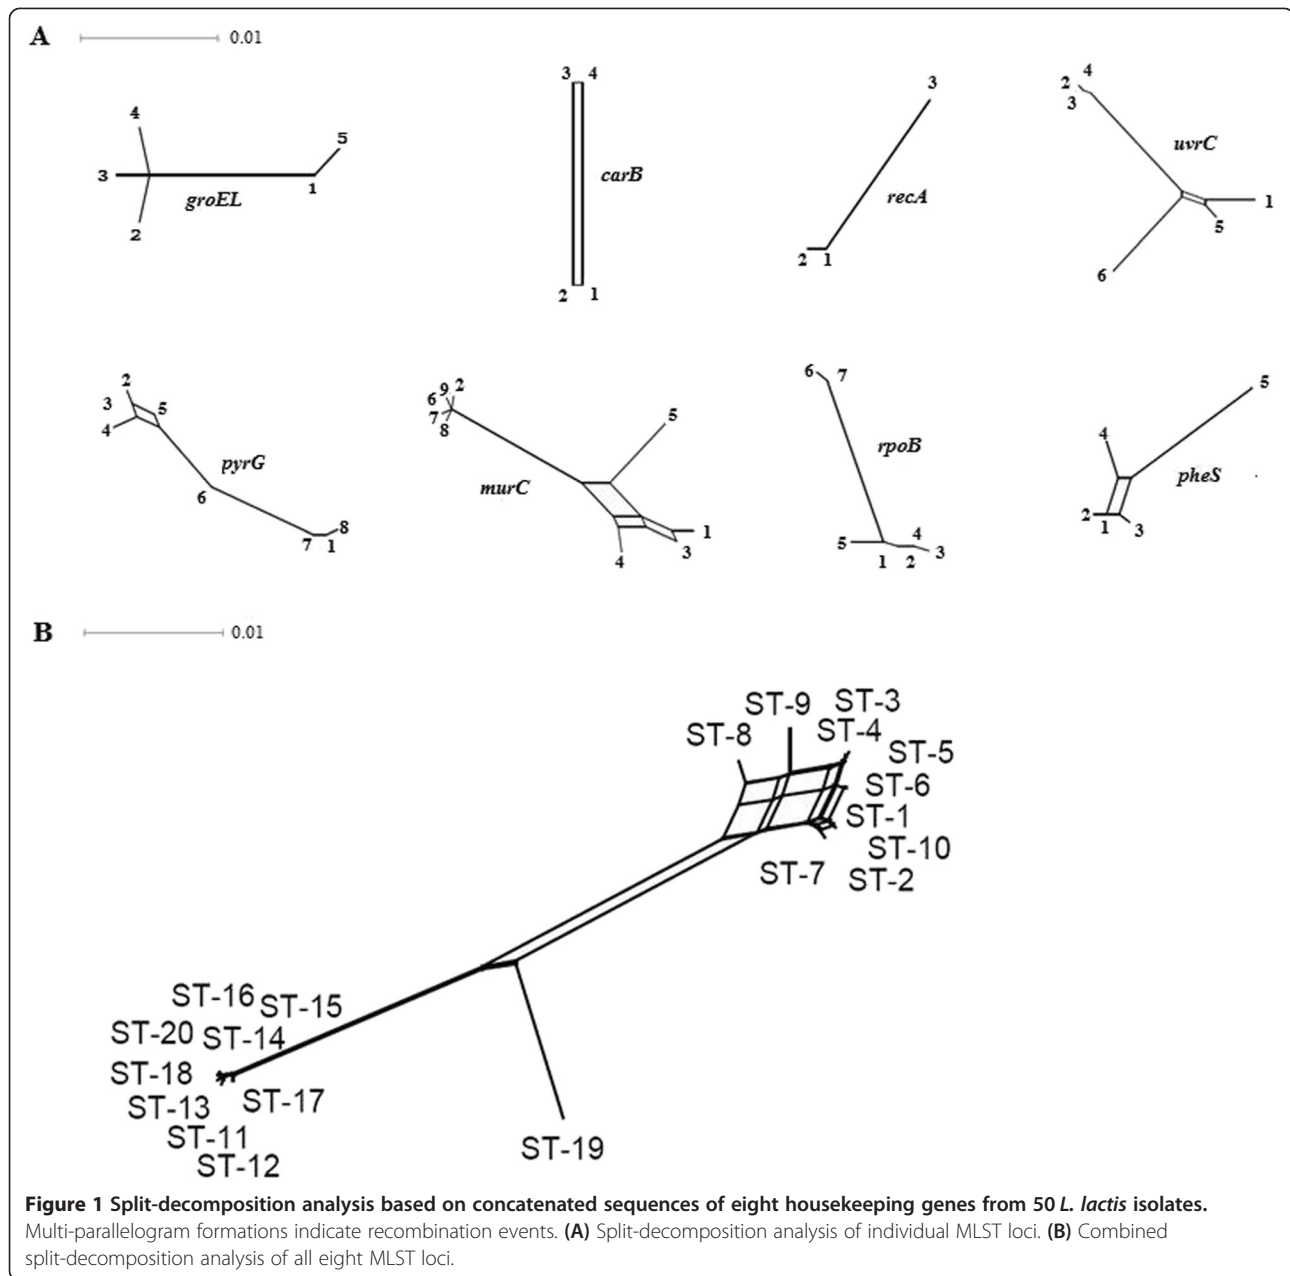 A
0.01
4
5
3
1
groEL
2
3 4
carB
2 1
3
recA
2 1
4
2
3
uvrC
1
5
6
2
3
5
4
pyrG
6
8
7 1
9 2
6
7
8
5
murC
1
3
4
6 7
rpoB
5
4
3
1 2
5
4
pheS
2
1
3
B
0.01
ST-9
ST-3
ST-8
ST-4
ST-5
ST-6
ST-1
ST-10
ST-7
ST-2
ST-16
ST-15
ST-20
ST-14
ST-18
ST-17
ST-13
ST-11
ST-12
ST-19
Figure 1 Split-decomposition analysis based on concatenated sequences of eight housekeeping genes from 50 L. lactis isolates.
Multi-parallelogram formations indicate recombination events. (A) Split-decomposition analysis of individual MLST loci. (B) Combined
split-decomposition analysis of all eight MLST loci.